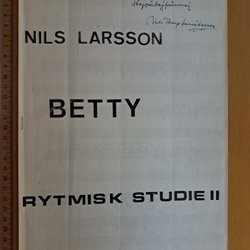 NILS LARSSON
BETTY
RYTMISK STUDIE II